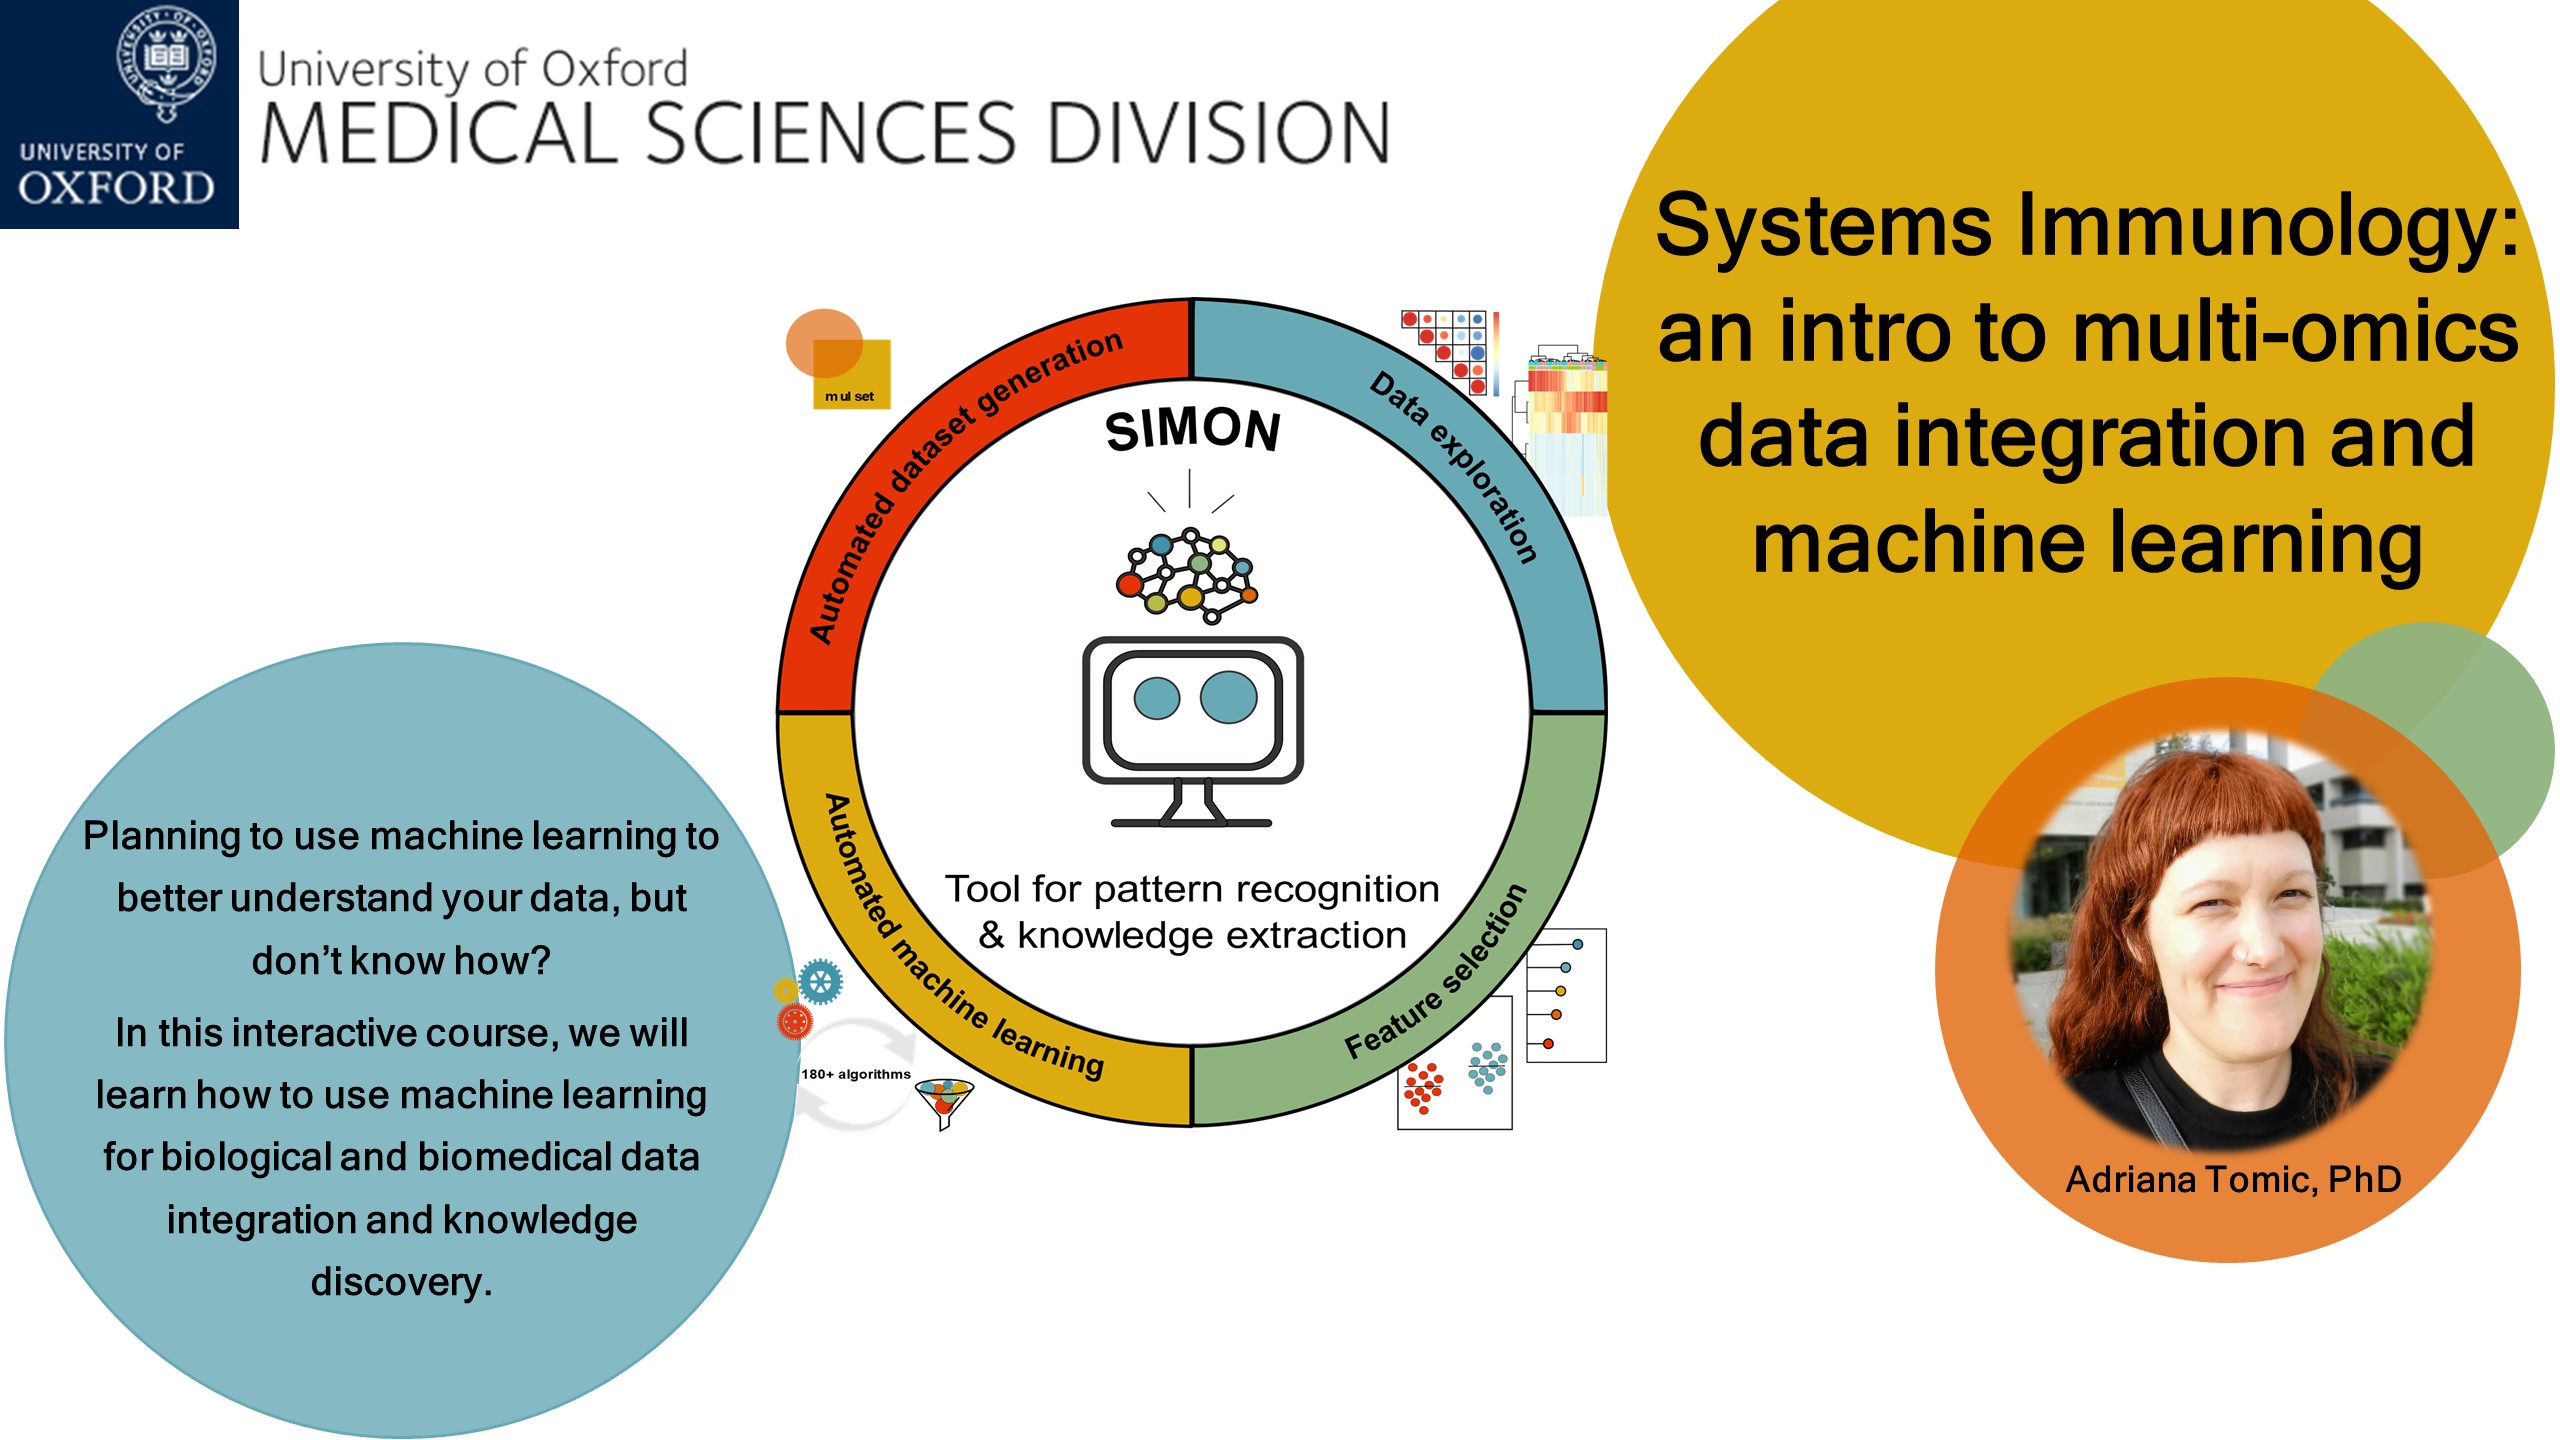 UNIVERSITY OF
OXFORD
University of Oxford
MEDICAL SCIENCES DIVISION
Systems Immunology:
an intro to multi-omics
data integration and
machine learning
mul set
Automated dataset generation
Data exploration
SIMON
Tool for pattern recognition
& knowledge extraction
Automated machine learning
Feature selection
180+ algorithms
Planning to use machine learning to
better understand your data, but
don’t know how?
In this interactive course, we will
learn how to use machine learning
for biological and biomedical data
integration and knowledge
discovery.
Adriana Tomic, PhD